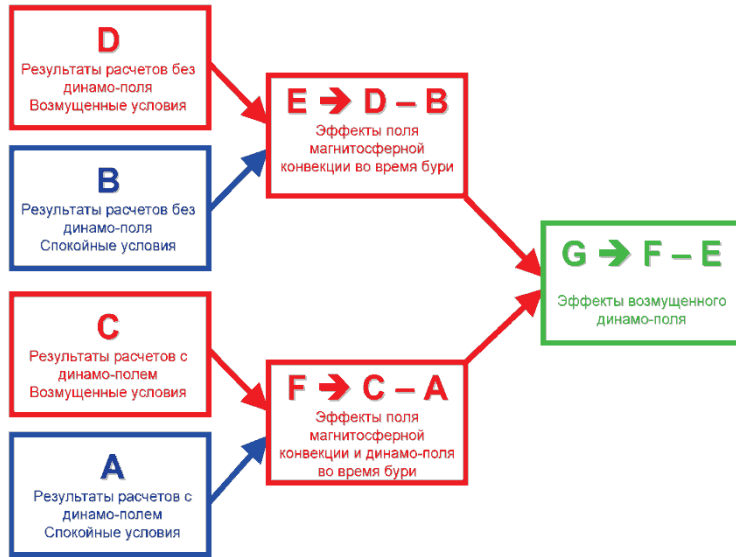 D
Результаты расчетов без
динамо-поля
Возмущенные условия
B
Результаты расчетов без
динамо-поля
Спокойные условия
E ➔ D – B
Эффекты поля
магнитосферной
конвекции во время бури
G ➔ F – E
Эффекты возмущенного
динамо-поля
C
Результаты расчетов с
динамо-полем
Возмущенные условия
A
Результаты расчетов с
динамо-полем
Спокойные условия
F ➔ C – A
Эффекты поля
магнитосферной
конвекции и динамо-поля
во время бури